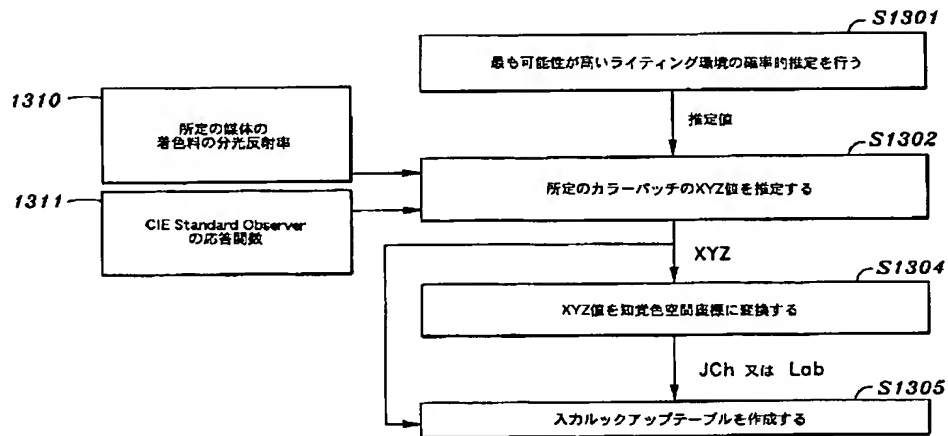 S1301
最も可能性が高いライティング環境の確率的推定を行う
1310
所定の媒体の
着色料の分光反射率
推定値
S1302
所定のカラーパッチのXYZ値を推定する
1311
CIE Standard Observer
の応答関数
XYZ
S1304
XYZ値を知覚色空間座標に変換する
JCh 又は Lab
S1305
入力ルックアップテーブルを作成する